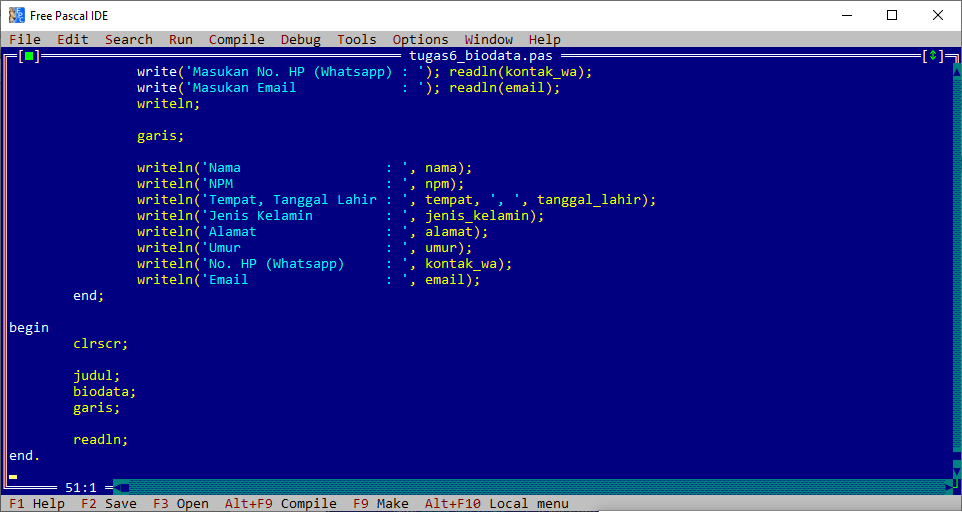 Free Pascal IDE
File Edit Search Run Compile Debug Tools Options Window Help
tugas6_biodata.pas
write('Masukan No. HP (Whatsapp) : '); readln(kontak_wa);
write('Masukan Email             : '); readln(email);
writeln;
garis;
writeln('Nama                  : ', nama);
writeln('NPM                   : ', npm);
writeln('Tempat, Tanggal Lahir : ', tempat, ', ', tanggal_lahir);
writeln('Jenis Kelamin         : ', jenis_kelamin);
writeln('Alamat                : ', alamat);
writeln('Umur                  : ', umur);
writeln('No. HP (Whatsapp)     : ', kontak_wa);
writeln('Email                 : ', email);
end;
begin
clrscr;
judul;
biodata;
garis;
readln;
end.
51:1
F1 Help F2 Save F3 Open Alt+F9 Compile F9 Make Alt+F10 Local menu